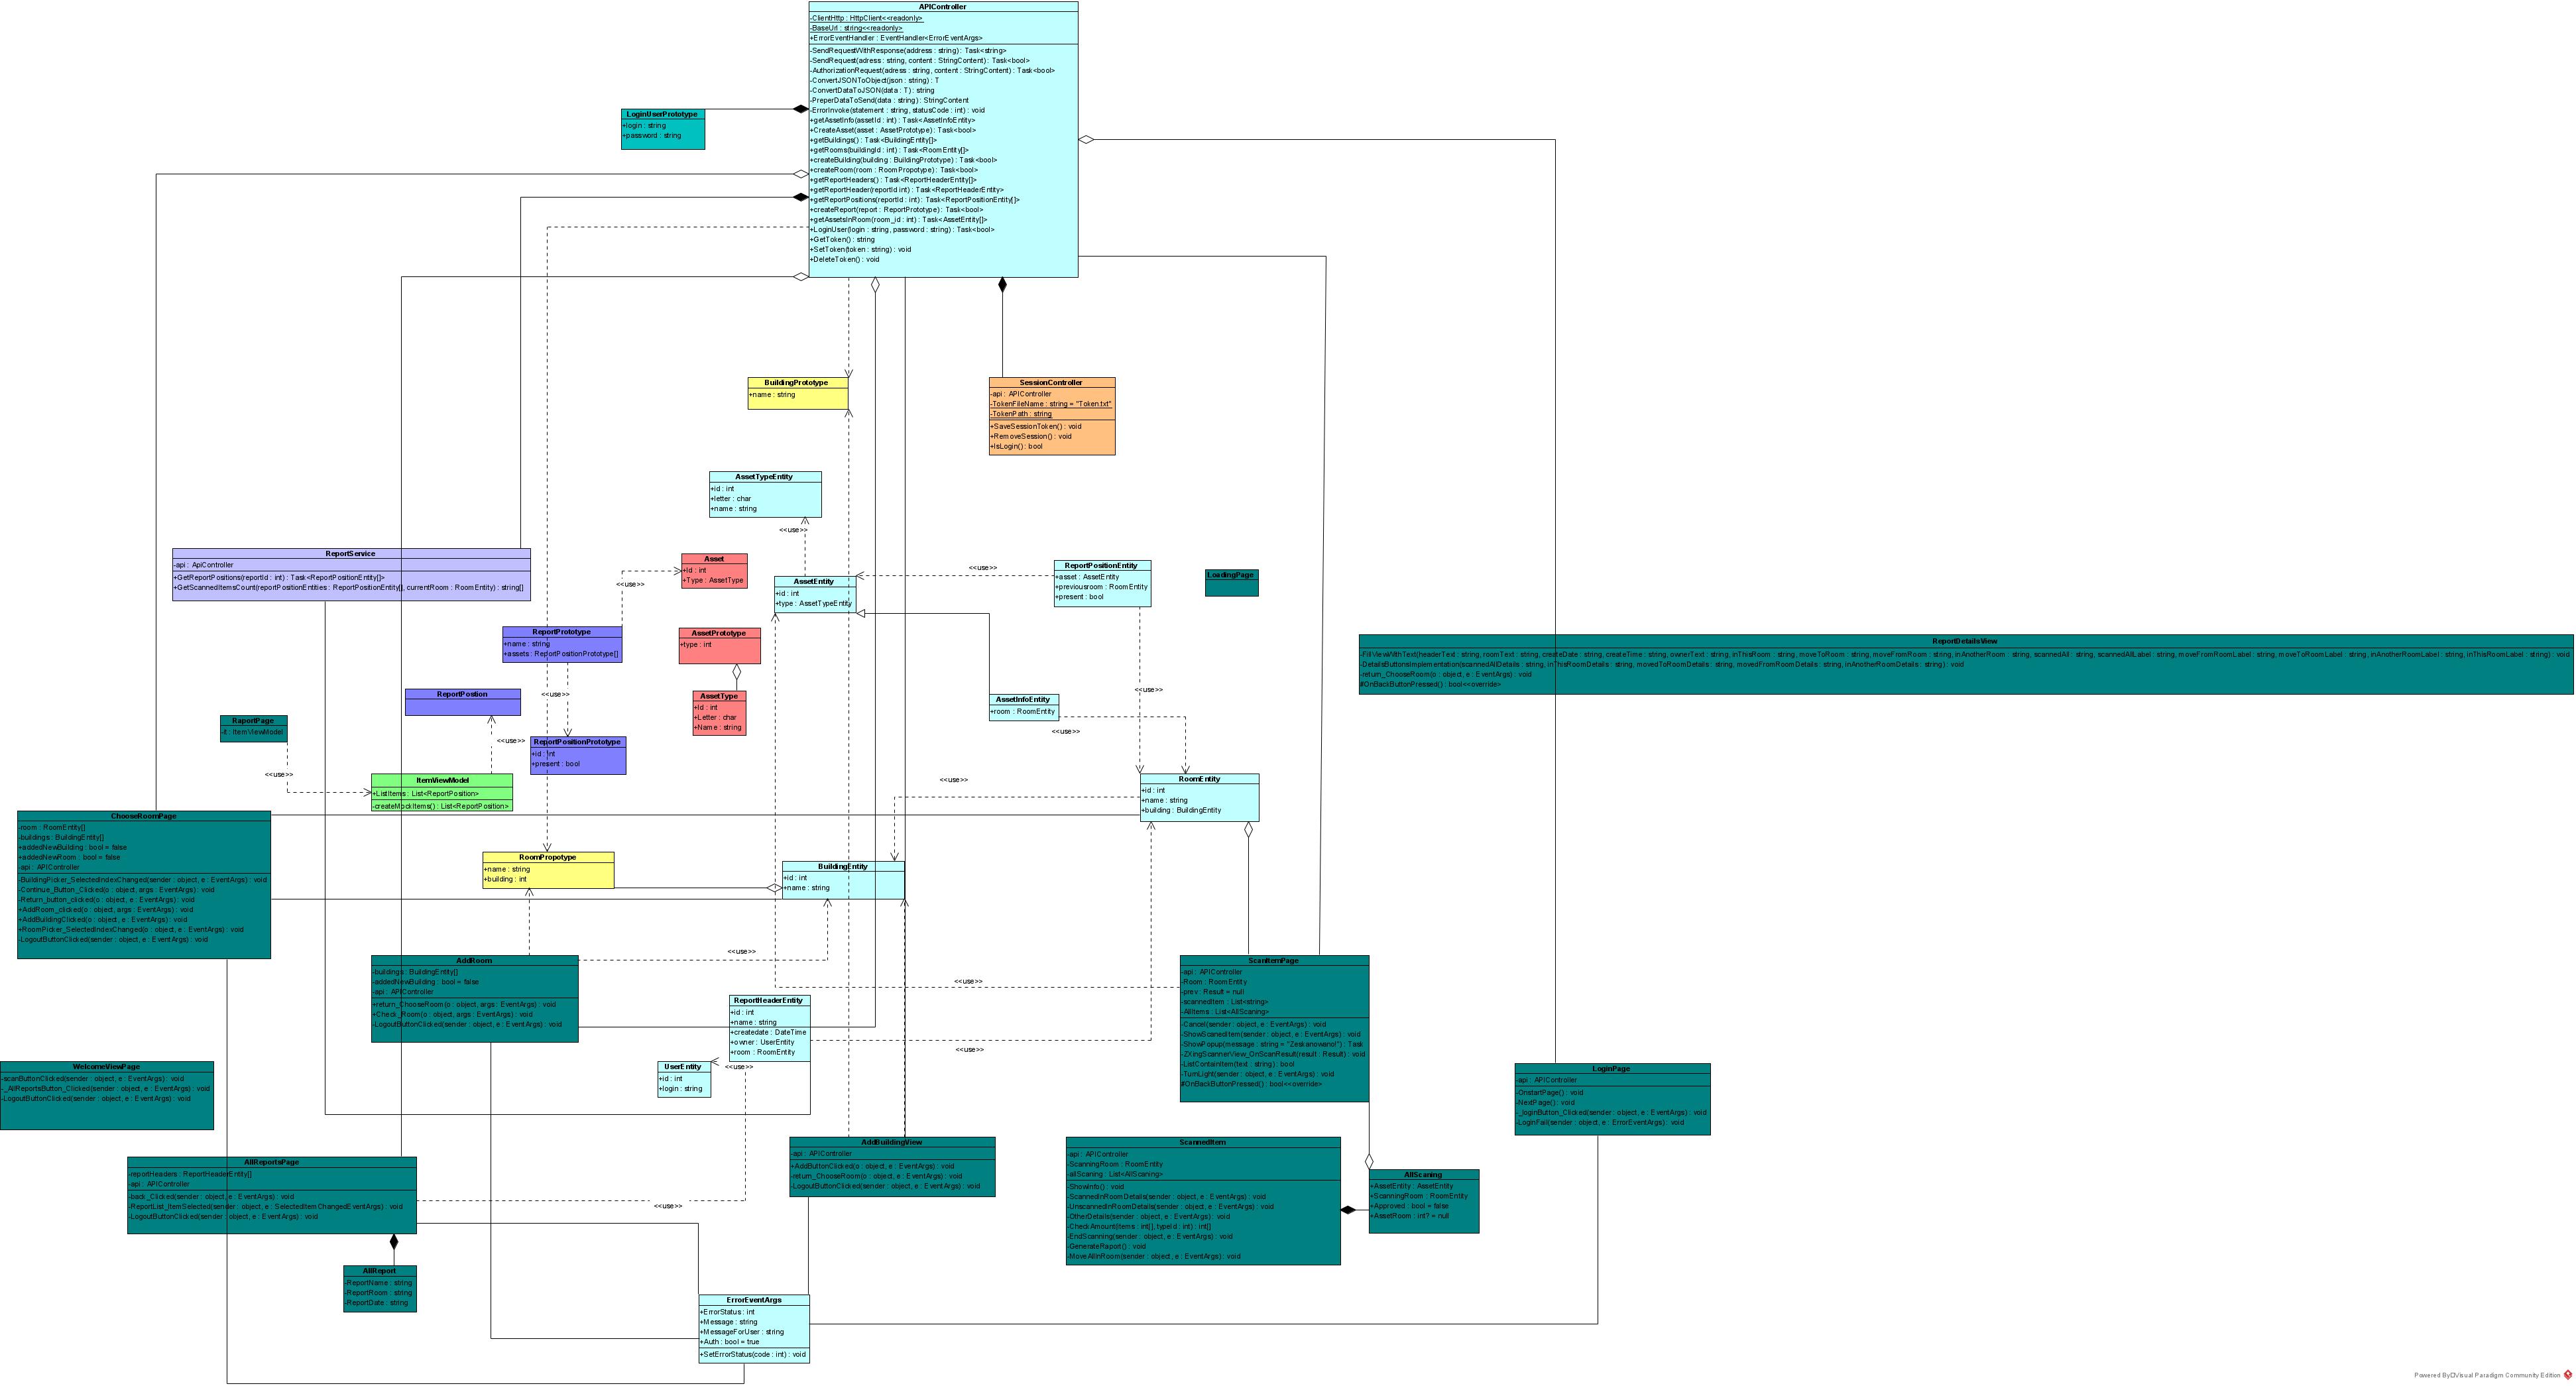 APIController
-ClientHttp : HttpClient<<readonly>
-BaseUrl : string<<readonly>
+ErrorEventHandler : EventHandler<ErrorEventArgs>
-SendRequestWithResponse(address : string) : Task<string>
-SendRequest(adress : string, content : StringContent) : Task<bool>
-AuthorizationRequest(adress : string, content : StringContent) : Task<bool>
-ConvertJSONToObject(json : string) : T
-ConvertDataToJSON(data : T) : string
-PreperDataToSend(data : string) : StringContent
-ErrorInvoke(statement : string, statusCode : int) : void
+getAssetInfo(assetId : int) : Task<AssetInfoEntity>
+CreateAsset(asset : AssetPrototype) : Task<bool>
+getBuildings() : Task<BuildingEntity[]>
+getRooms(buildingId : int) : Task<RoomEntity[]>
+createBuilding(building : BuildingPrototype) : Task<bool>
+createRoom(room : RoomPropotype) : Task<bool>
+getReportHeaders() : Task<ReportHeaderEntity[]>
+getReportHeader(reportId int) : Task<ReportHeaderEntity>
+getReportPositions(reportId : int) : Task<ReportPositionEntity[]>
+createReport(report : ReportPrototype) : Task<bool>
+getAssetsInRoom(room_id : int) : Task<AssetEntity[]>
+LoginUser(login : string, password : string) : Task<bool>
+GetToken() : string
+SetToken(token : string) : void
+DeleteToken() : void
LoginUserPrototype
+login : string
+password : string
BuildingPrototype
+name : string
SessionController
-api : APIController
-TokenFileName : string = "Token.txt"
-TokenPath : string
+SaveSessionToken() : void
+RemoveSession() : void
+IsLogin() : bool
AssetTypeEntity
+id : int
+letter : char
+name : string
<<use>>
ReportService
-api : ApiController
+GetReportPositions(reportId : int) : Task<ReportPositionEntity[]>
+GetScannedItemsCount(reportPositionEntities : ReportPositionEntity[], currentRoom : RoomEntity) : string[]
Asset
+Id : int
+Type : AssetType
<<use>>
AssetEntity
+id : int
+type : AssetTypeEntity
<<use>>
ReportPositionEntity
+asset : AssetEntity
+previousroom : RoomEntity
+present : bool
LoadingPage
ReportPrototype
+name : string
+assets : ReportPositionPrototype[]
AssetPrototype
+type : int
ReportDetailsView
-FillViewWithText(headerText : string, roomText : string, createDate : string, createTime : string, ownerText : string, inThisRoom : string, moveToRoom : string, moveFromRoom : string, inAnotherRoom : string, scannedAll : string, scannedAllLabel : string, moveFromRoomLabel : string, moveToRoomLabel : string, inAnotherRoomLabel : string, inThisRoomLabel : string) : void
-DetailsButtonsImplementation(scannedAllDetails : string, inThisRoomDetails : string, movedToRoomDetails : string, movedFromRoomDetails : string, inAnotherRoomDetails : string) : void
-return_ChooseRoom(o : object, e : EventArgs) : void
#OnBackButtonPressed() : bool<<override>
ReportPostion
<<use>>
AssetType
+Id : int
+Letter : char
+Name : string
AssetInfoEntity
+room : RoomEntity
<<use>>
<<use>>
RaportPage
-it : ItemViewModel
<<use>>
ReportPositionPrototype
+id : int
+present : bool
<<use>>
ItemViewModel
+ListItems : List<ReportPosition>
-createMockItems() : List<ReportPosition>
<<use>>
RoomEntity
+id : int
+name : string
+building : BuildingEntity
ChooseRoomPage
-room : RoomEntity[]
-buildings : BuildingEntity[]
+addedNewBuilding : bool = false
+addedNewRoom : bool = false
-api : APIController
-BuildingPicker_SelectedIndexChanged(sender : object, e : EventArgs) : void
-Continue_Button_Clicked(o : object, args : EventArgs) : void
-Return_button_clicked(o : object, e : EventArgs) : void
+AddRoom_clicked(o : object, args : EventArgs) : void
+AddBuildingClicked(o : object, e : EventArgs) : void
+RoomPicker_SelectedIndexChanged(o : object, e : EventArgs) : void
-LogoutButtonClicked(sender : object, e : EventArgs) : void
RoomPropotype
+name : string
+building : int
BuildingEntity
+id : int
+name : string
<<use>>
AddRoom
-buildings : BuildingEntity[]
-addedNewBuilding : bool = false
-api : APIController
+return_ChooseRoom(o : object, args : EventArgs) : void
+Check_Room(o : object, args : EventArgs) : void
-LogoutButtonClicked(sender : object, e : EventArgs) : void
<<use>>
ScanItemPage
-api : APIController
-Room : RoomEntity
-prev : Result = null
-scannedItem : List<string>
-AllItems : List<AllScaning>
-Cancel(sender : object, e : EventArgs) : void
-ShowScanedItem(sender : object, e : EventArgs) : void
-ShowPopup(message : string = "Zeskanowano!") : Task
-ZXingScannerView_OnScanResult(result : Result) : void
-ListContainItem(text : string) : bool
-TurnLight(sender : object, e : EventArgs) : void
#OnBackButtonPressed() : bool<<override>
ReportHeaderEntity
+id : int
+name : string
+createdate : DateTime
+owner : UserEntity
+room : RoomEntity
<<use>>
UserEntity
+id : int
+login : string
<<use>>
WelcomeViewPage
-scanButtonClicked(sender : object, e : EventArgs) : void
-_AllReportsButton_Clicked(sender : object, e : EventArgs) : void
-LogoutButtonClicked(sender : object, e : EventArgs) : void
LoginPage
-api : APIController
-OnstartPage() : void
-NextPage() : void
-_loginButton_Clicked(sender : object, e : EventArgs) : void
-LoginFail(sender : object, e : ErrorEventArgs) : void
AddBuildingView
-api : APIController
+AddButtonClicked(o : object, e : EventArgs) : void
-return_ChooseRoom(o : object, e : EventArgs) : void
-LogoutButtonClicked(sender : object, e : EventArgs) : void
ScannedItem
-api : APIController
-ScanningRoom : RoomEntity
-allScaning : List<AllScaning>
-ShowInfo() : void
-ScannedInRoomDetails(sender : object, e : EventArgs) : void
-UnscannedInRoomDetails(sender : object, e : EventArgs) : void
-OtherDetails(sender : object, e : EventArgs) : void
-CheckAmount(items : int[], typeId : int) : int[]
-EndScanning(sender : object, e : EventArgs) : void
-GenerateRaport() : void
-MoveAllInRoom(sender : object, e : EventArgs) : void
AllScaning
+AssetEntity : AssetEntity
+ScanningRoom : RoomEntity
+Approved : bool = false
+AssetRoom : int? = null
AllReportsPage
-reportHeaders : ReportHeaderEntity[]
-api : APIController
-back_Clicked(sender : object, e : EventArgs) : void
-ReportList_ItemSelected(sender : object, e : SelectedItemChangedEventArgs) : void
-LogoutButtonClicked(sender : object, e : EventArgs) : void
<<use>>
AllReport
-ReportName : string
-ReportRoom : string
-ReportDate : string
ErrorEventArgs
+ErrorStatus : int
+Message : string
+MessageForUser : string
+Auth : bool = true
+SetErrorStatus(code : int) : void
Powered By Visual Paradigm Community Edition